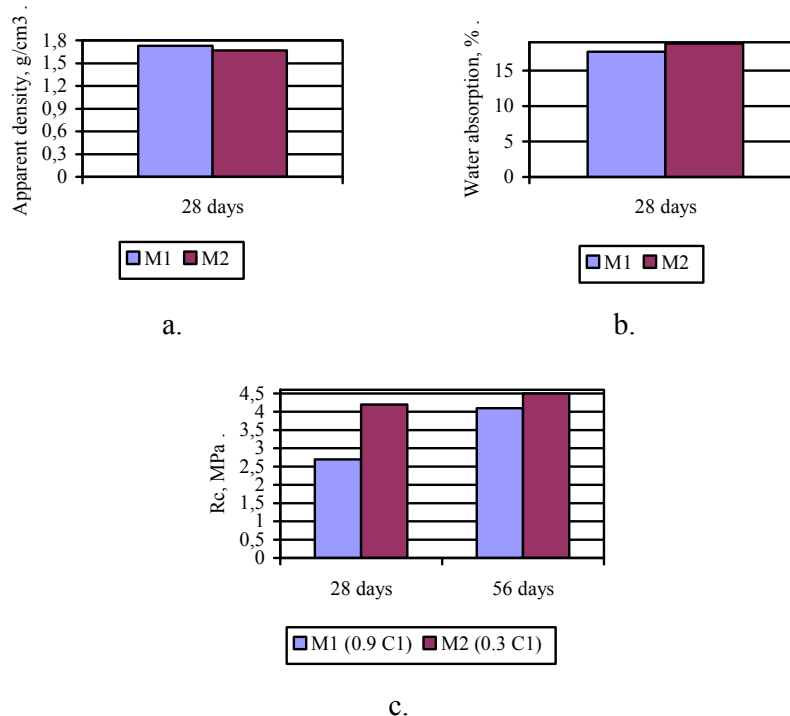 Apparent density, g/cm3 .
1,8
1,5
1,2
0,9
0,6
0,3
0
28 days
M1 M2
a.
Water absorption, % .
15
10
5
0
28 days
M1 M2
b.
Rc, MPa .
4,5
4
3,5
3
2,5
2
1,5
1
0,5
0
28 days 56 days
M1 (0.9 C1) M2 (0.3 C1)
c.